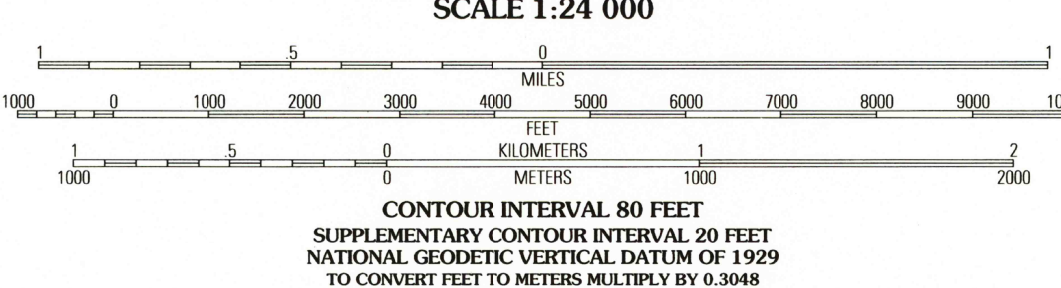 SCALE 1:24 000
1 .5 0 1
MILES
1000 0 1000 2000 3000 4000 5000 6000 7000 8000 9000
FEET
1 .5 0 KILOMETERS 1 2
1000 0 METERS 1000 2000
CONTOUR INTERVAL 80 FEET
SUPPLEMENTARY CONTOUR INTERVAL 20 FEET
NATIONAL GEODETIC VERTICAL DATUM OF 1929
TO CONVERT FEET TO METERS MULTIPLY BY 0.3048